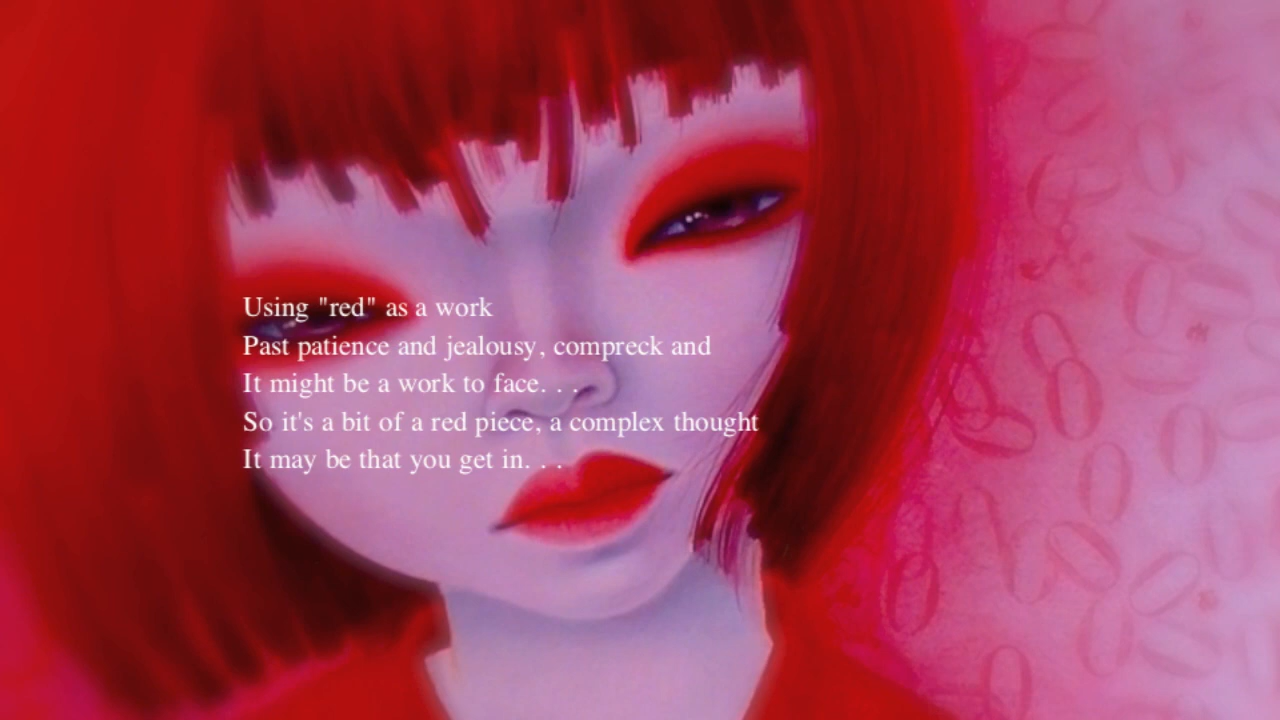 Using "red" as a work
Past patience and jealousy, compreck and
It might be a work to face. . .
So it's a bit of a red piece, a complex thought
It may be that you get in. . .